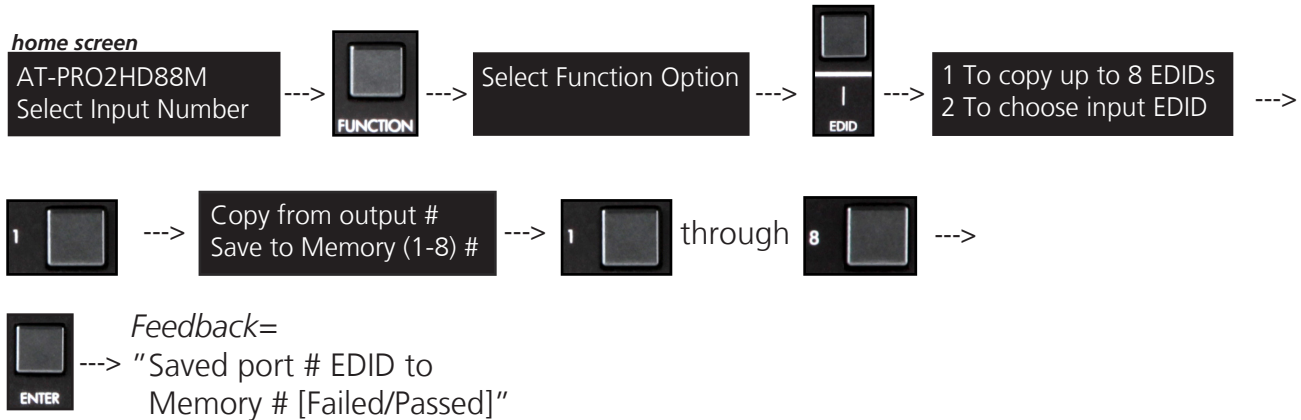 home screen
AT-PRO2HD88M
Select Input Number
--->
FUNCTION
--->
Select Function Option
--->
EDID
--->
1 To copy up to 8 EDIDs
2 To choose input EDID
--->
1
--->
Copy from output #
Save to Memory (1-8) #
--->
1
through
8
--->
ENTER
--->
Feedback=
"Saved port # EDID to
Memory # [Failed/Passed]"